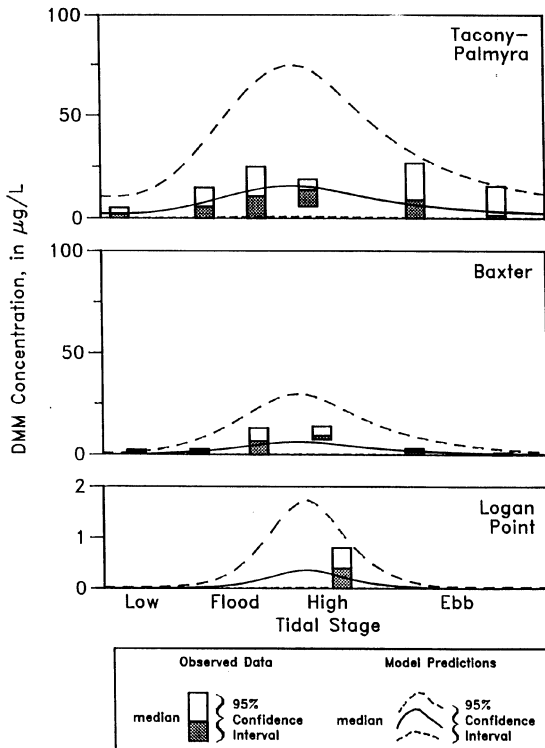 100
Tacony-
Palmyra
50
0
100
Baxter
50
0
2
Logan
Point
1
0
DMM Concentration, in μg/L
Low Flood High Ebb
Tidal Stage
Observed Data
median
95%
Confidence
Interval
Model Predictions
median
95%
Confidence
Interval